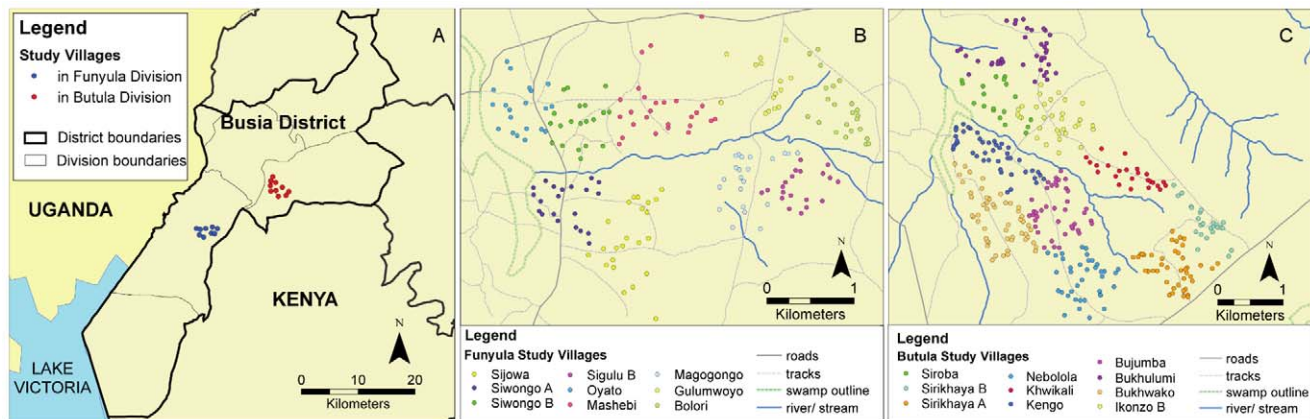 Legend
Study Villages
in Funyula Division
in Butula Division
District boundaries
Division boundaries
A
Busia District
UGANDA
KENYA
LAKE
VICTORIA
N
0 10 20
Kilometers
B
N
0 1
Kilometers
Legend
Funyula Study Villages
Sijowa
Siwongo A
Siwongo B
Sigulu B
Oyato
Mashebi
Magogongo
Gulumwoyo
Bolori
roads
tracks
swamp outline
river/ stream
C
N
0 1
Kilometers
Legend
Butula Study Villages
Siroba
Sirikhaya B
Sirikhaya A
Nebolola
Khwikali
Kengo
Bujumba
Bukhulumi
Bukhwako
Ikonzo B
roads
tracks
swamp outline
river/ stream